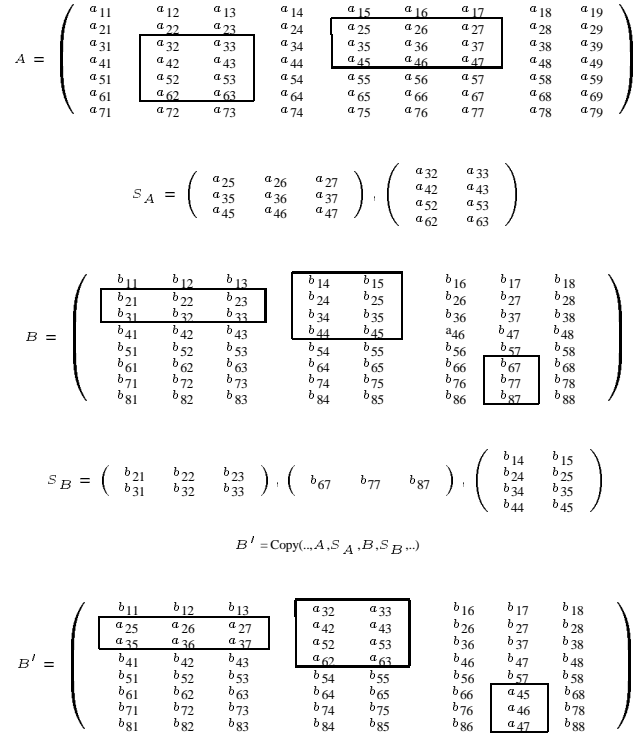 a11 a12 a13 a14 a15 a16 a17 a18 a19
a21 a22 a23 a24 a25 a26 a27 a28 a29
a31 a32 a33 a34 a35 a36 a37 a38 a39
A = a41 a42 a43 a44 a45 a46 a47 a48 a49
a51 a52 a53 a54 a55 a56 a57 a58 a59
a61 a62 a63 a64 a65 a66 a67 a68 a69
a71 a72 a73 a74 a75 a76 a77 a78 a79
a32 a33
a25 a26 a27 a42 a43
SA = ( a35 a36 a37 ) , ( a52 a53 )
a45 a46 a47 a62 a63
b11 b12 b13 b14 b15 b16 b17 b18
b21 b22 b23 b24 b25 b26 b27 b28
b31 b32 b33 b34 b35 b36 b37 b38
B = b41 b42 b43 b44 b45 a46 b47 b48
b51 b52 b53 b54 b55 b56 b57 b58
b61 b62 b63 b64 b65 b66 b67 b68
b71 b72 b73 b74 b75 b76 b77 b78
b81 b82 b83 b84 b85 b86 b87 b88
b14 b15
b21 b22 b23 b24 b25
SB = ( b31 b32 b33 ) , ( b67 b77 b87 ) , ( b34 b35 )
b44 b45
B' = Copy(..,A,SA,B,SB,..)
b11 b12 b13 a32 a33 b16 b17 b18
a25 a26 a27 a42 a43 b26 b27 b28
a35 a36 a37 a52 a53 b36 b37 b38
B' = b41 b42 b43 a62 a63 b46 b47 b48
b51 b52 b53 b54 b55 b56 b57 b58
b61 b62 b63 b64 b65 b66 a45 b68
b71 b72 b73 b74 b75 b76 a46 b78
b81 b82 b83 b84 b85 b86 a47 b88